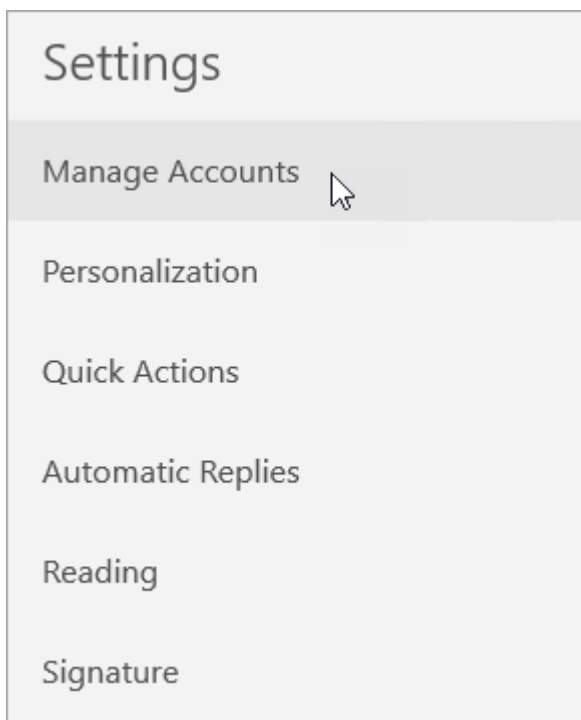 Settings
Manage Accounts
Personalization
Quick Actions
Automatic Replies
Reading
Signature